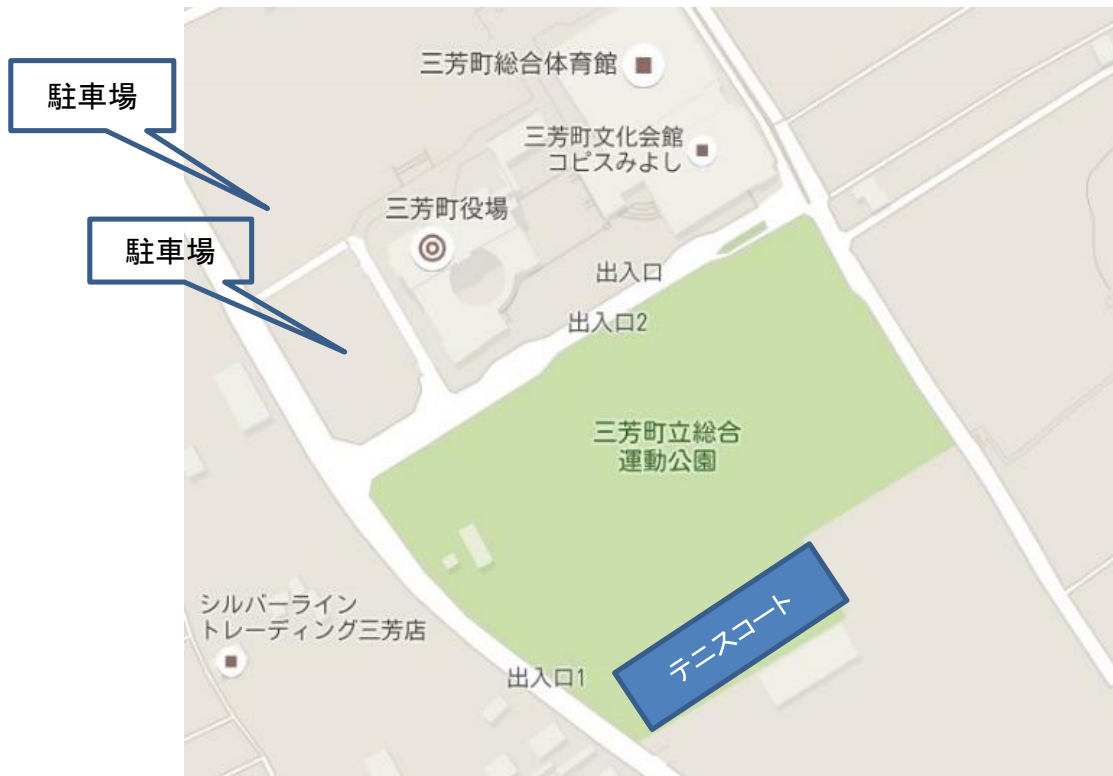 三芳町総合体育館
駐車場
三芳町文化会館
コピスみよし
三芳町役場
駐車場
出入口
出入口2
三芳町立総合
運動公園
テニスコート
シルバーライン
トレーディング三芳店
出入口1